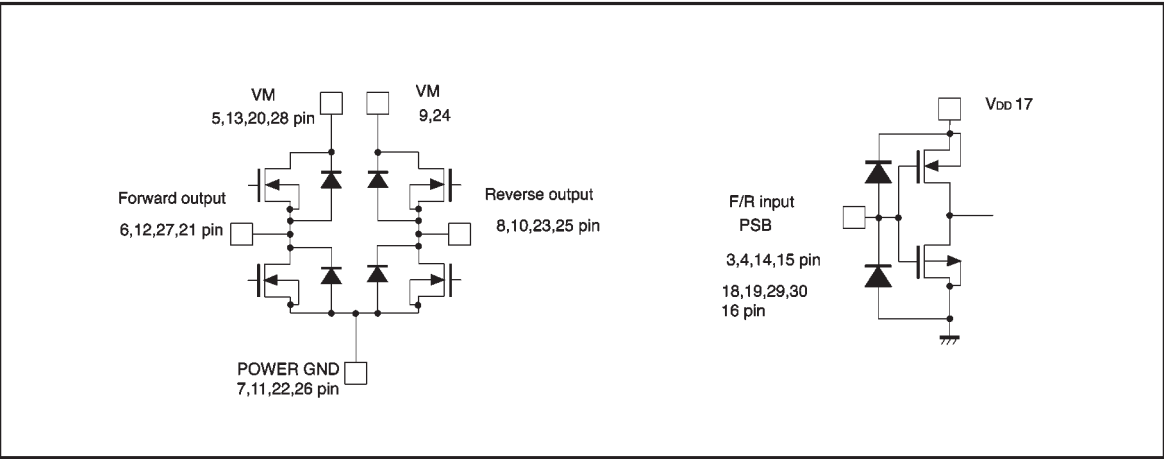 VM
5,13,20,28 pin
VM
9,24
Forward output
6,12,27,21 pin
Reverse output
8,10,23,25 pin
POWER GND
7,11,22,26 pin
VDD 17
F/R input
PSB
3,4,14,15 pin
18,19,29,30
16 pin